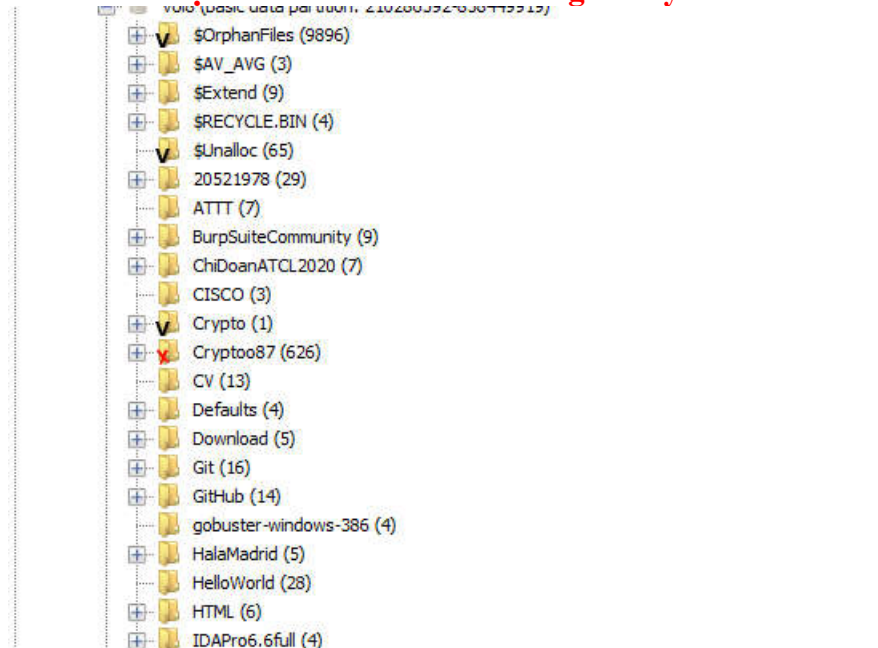 $OrphanFiles (9896)
$AV_AVG (3)
$Extend (9)
$RECYCLE.BIN (4)
$Unalloc (65)
20521978 (29)
ATTT (7)
BurpSuiteCommunity (9)
ChiDoanATCL2020 (7)
CISCO (3)
Crypto (1)
Cryptoo87 (626)
CV (13)
Defaults (4)
Download (5)
Git (16)
GitHub (14)
gobuster-windows-386 (4)
HalaMadrid (5)
HelloWorld (28)
HTML (6)
IDAPro6.6full (4)